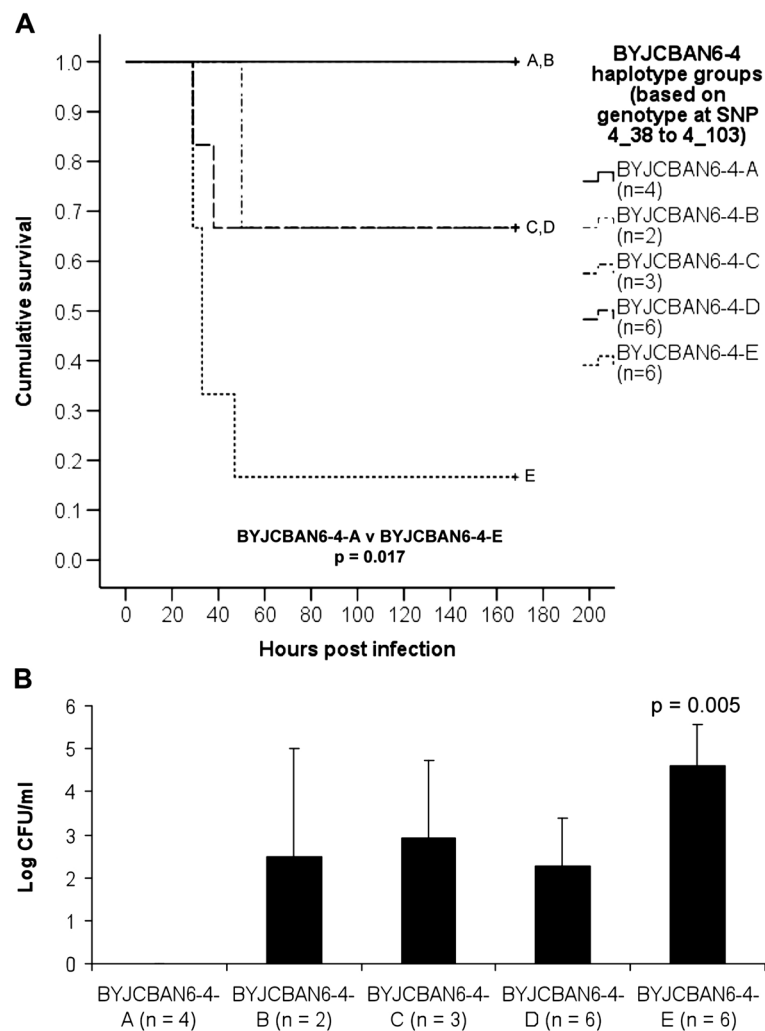 A
BYJCBAN6-4
haplotype groups
(based on
genotype at SNP
4_38 to 4_103)
BYJCBAN6-4-A
(n=4)
BYJCBAN6-4-B
(n=2)
BYJCBAN6-4-C
(n=3)
BYJCBAN6-4-D
(n=6)
BYJCBAN6-4-E
(n=6)
Cumulative survival
1.0
0.9
0.8
0.7
0.6
0.5
0.4
0.3
0.2
0.1
0.0
A,B
C,D
E
BYJCBAN6-4-A v BYJCBAN6-4-E
p = 0.017
0 20 40 60 80 100 120 140 160 180 200
Hours post infection
B
Log CFU/ml
6
5
4
3
2
1
0
p = 0.005
BYJCBAN6-4-
A (n = 4)
BYJCBAN6-4-
B (n = 2)
BYJCBAN6-4-
C (n = 3)
BYJCBAN6-4-
D (n = 6)
BYJCBAN6-4-
E (n = 6)